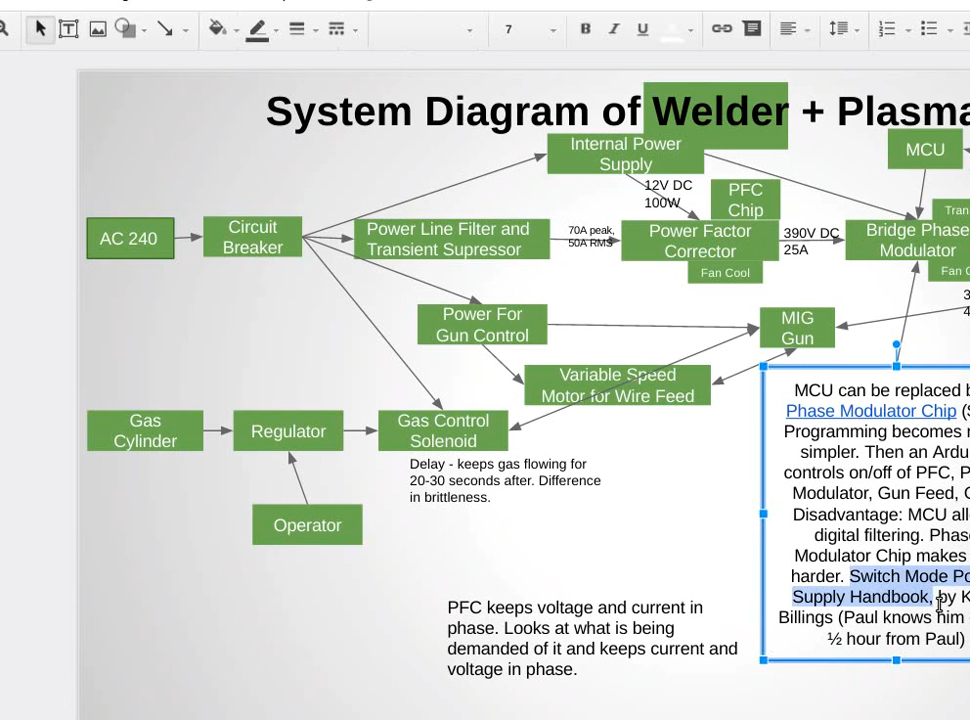 7
B I U
System Diagram of Welder + Plasma
Internal Power
Supply
MCU
12V DC
100W
PFC
Chip
AC 240
Circuit
Breaker
Power Line Filter and
Transient Supressor
70A peak,
50A RMS
Power Factor
Corrector
390V DC
25A
Bridge Phase
Modulator
Fan Cool
Power For
Gun Control
MIG
Gun
Variable Speed
Motor for Wire Feed
Gas
Cylinder
Regulator
Gas Control
Solenoid
Delay - keeps gas flowing for
20-30 seconds after. Difference
in brittleness.
Operator
MCU can be replaced b
Phase Modulator Chip (S
Programming becomes
simpler. Then an Ardu
controls on/off of PFC, P
Modulator, Gun Feed,
Disadvantage: MCU all
digital filtering. Phas
Modulator Chip makes
harder. Switch Mode Po
Supply Handbook, by K
Billings (Paul knows him
½ hour from Paul)
PFC keeps voltage and current in
phase. Looks at what is being
demanded of it and keeps current and
voltage in phase.